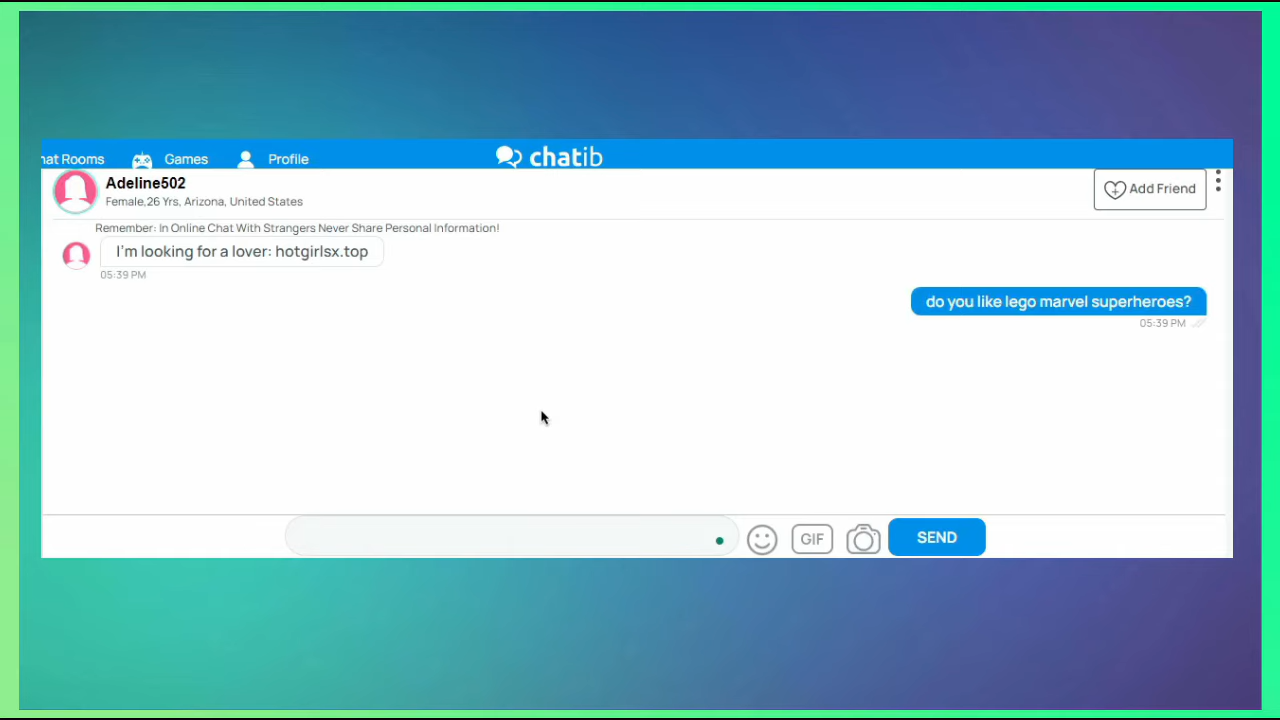 hat Rooms Games Profile chatib
Adeline502
Female,26 Yrs, Arizona, United States
Add Friend
Remember: In Online Chat With Strangers Never Share Personal Information!
I'm looking for a lover: hotgirlsx.top
05:39 PM
do you like lego marvel superheroes?
05:39 PM
GIF SEND